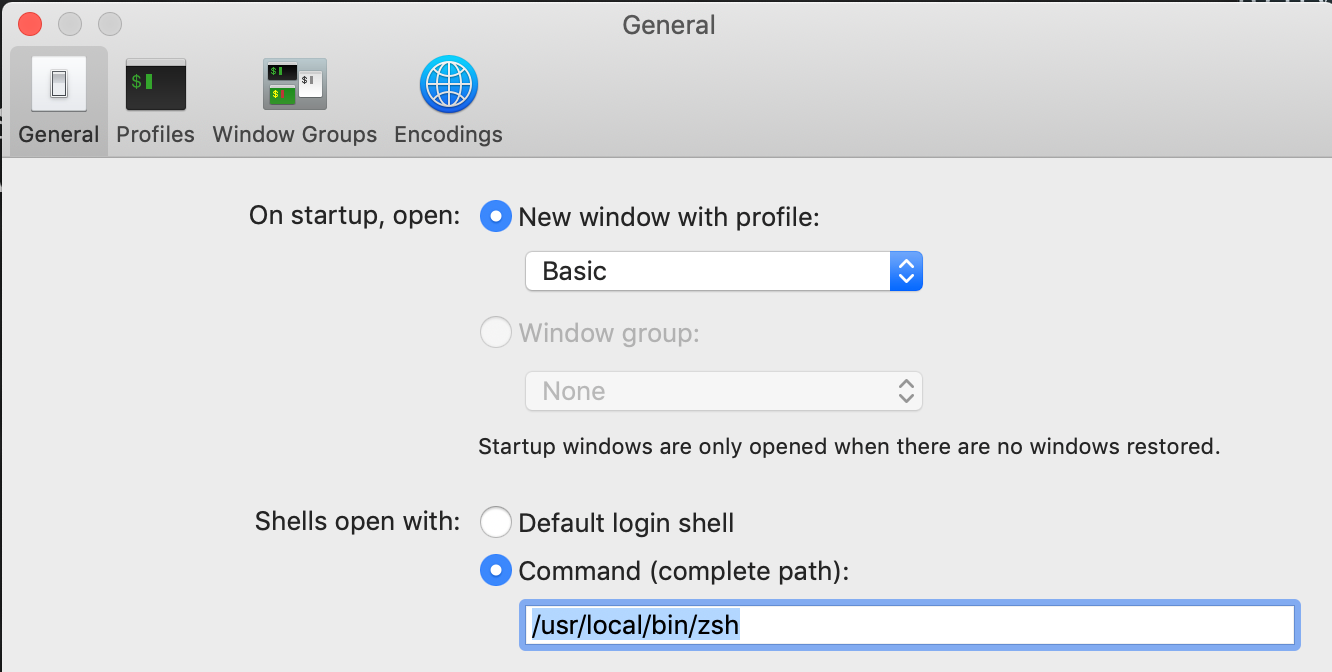 General
General Profiles Window Groups Encodings
On startup, open: New window with profile:
Basic
Window group:
None
Startup windows are only opened when there are no windows restored.
Shells open with: Default login shell
Command (complete path):
/usr/local/bin/zsh